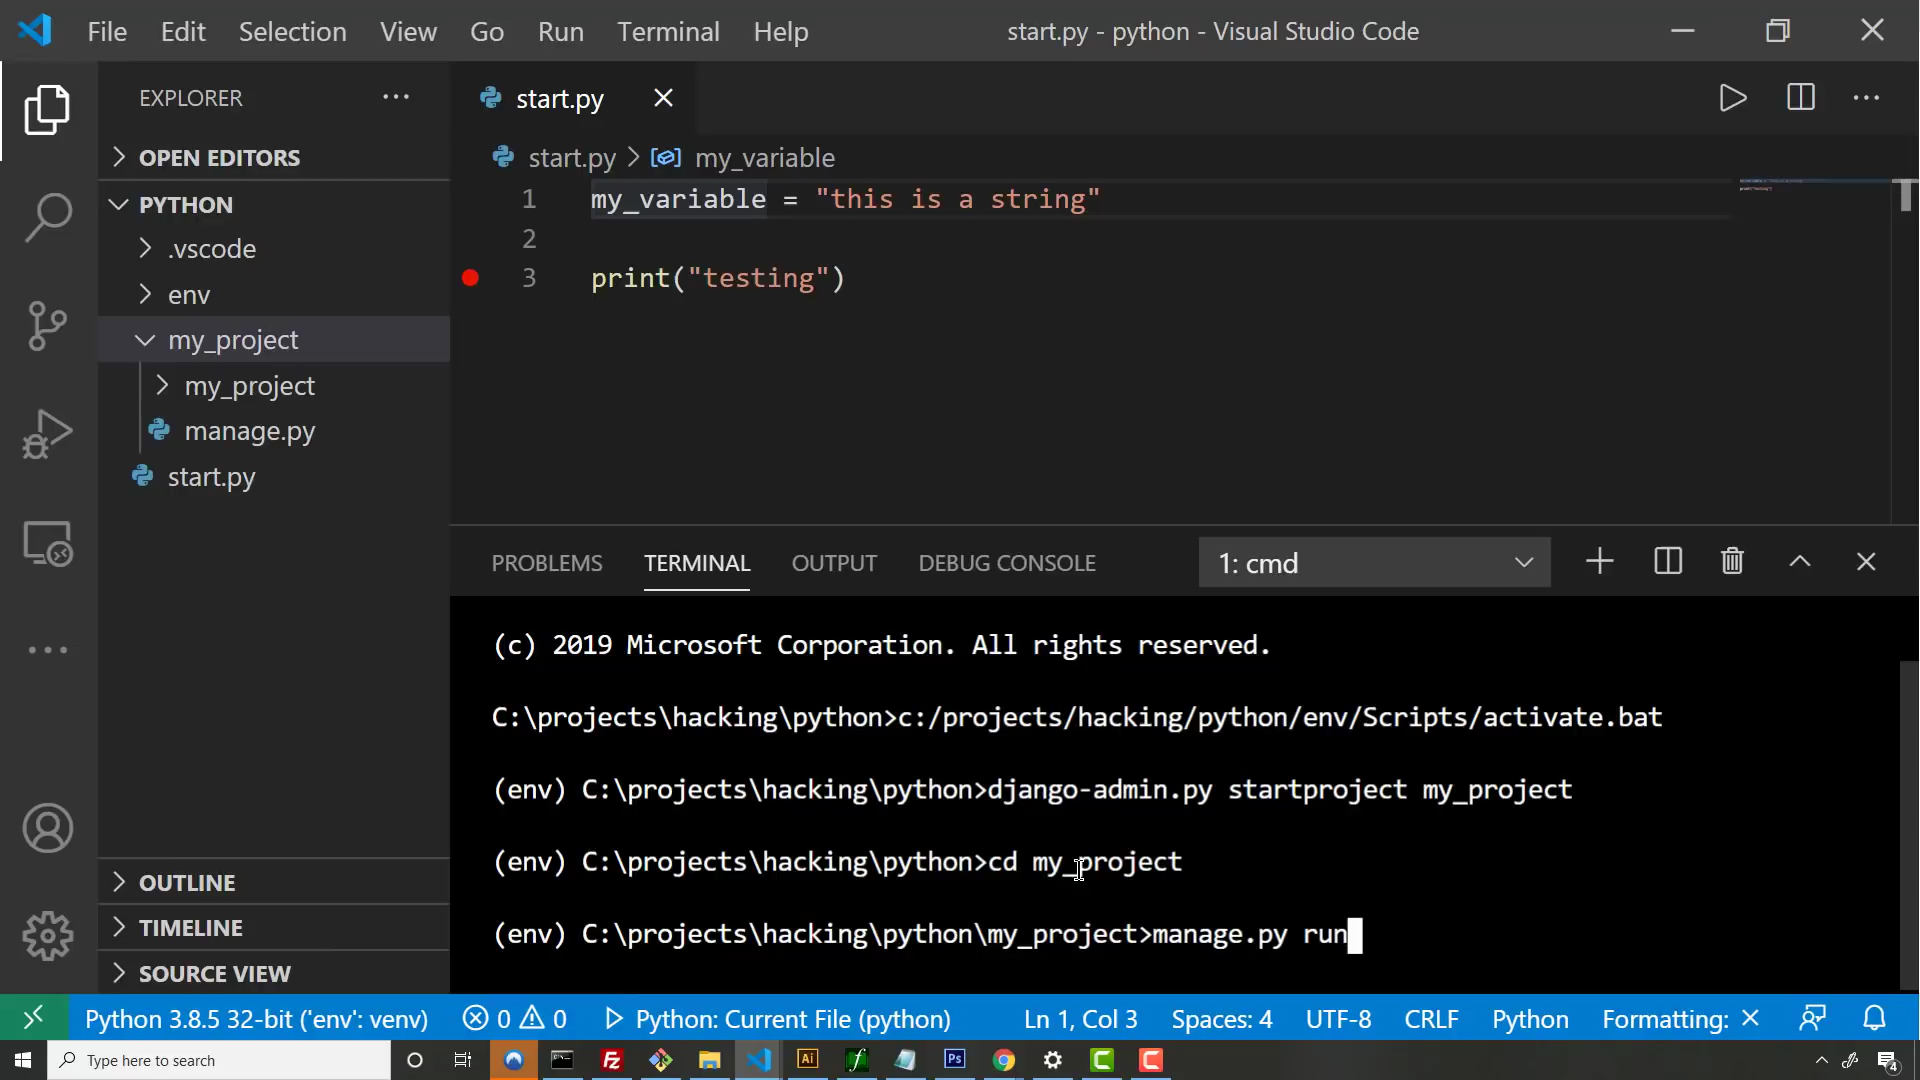 File Edit Selection View Go Run Terminal Help start.py - python - Visual Studio Code
EXPLORER
OPEN EDITORS
PYTHON
.vscode
env
my_project
my_project
manage.py
start.py
OUTLINE
TIMELINE
SOURCE VIEW
start.py
start.py my_variable
1 my_variable = "this is a string"
2
3 print("testing")
PROBLEMS TERMINAL OUTPUT DEBUG CONSOLE 1: cmd
(c) 2019 Microsoft Corporation. All rights reserved.
C:\projects\hacking\python>c:/projects/hacking/python/env/Scripts/activate.bat
(env) C:\projects\hacking\python>django-admin.py startproject my_project
(env) C:\projects\hacking\python>cd my_project
(env) C:\projects\hacking\python\my_project>manage.py run
Python 3.8.5 32-bit ('env': venv) 0 0 Python: Current File (python) Ln 1, Col 3 Spaces: 4 UTF-8 CRLF Python Formatting: ×
Type here to search Fz Ai f Ps C C 4